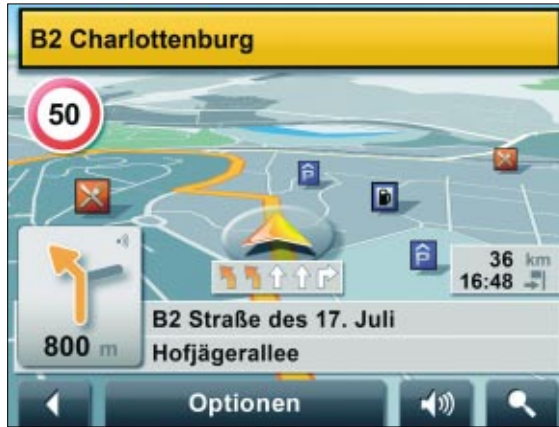 B2 Charlottenburg
50
P
P
36 km
16:48
800 m
B2 Straße des 17. Juli
Hofjägerallee
Optionen